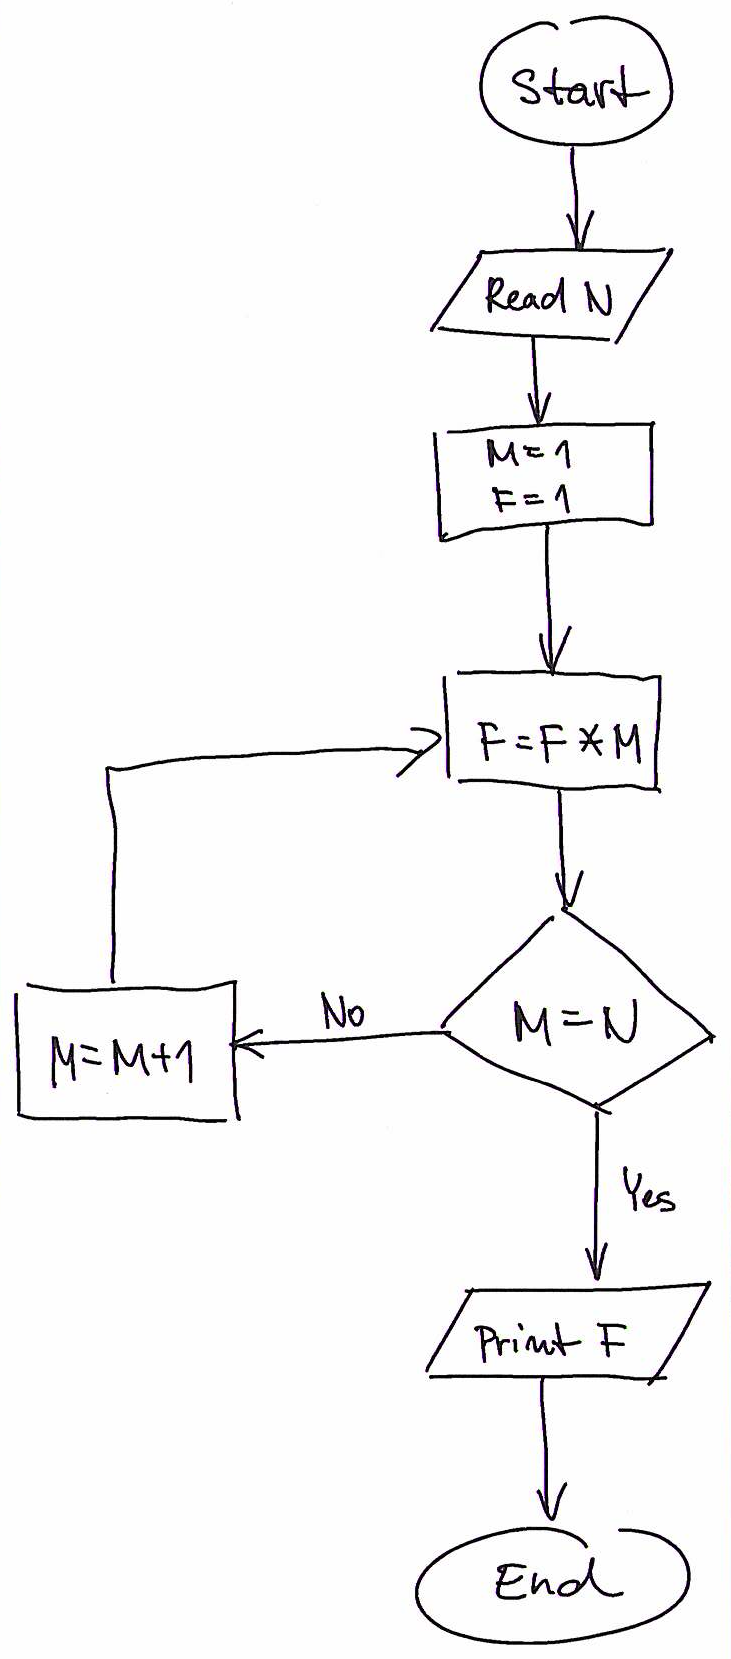 Start
Read N
M=1
F=1
F=F*M
M=N
No
M=M+1
Yes
Print F
End